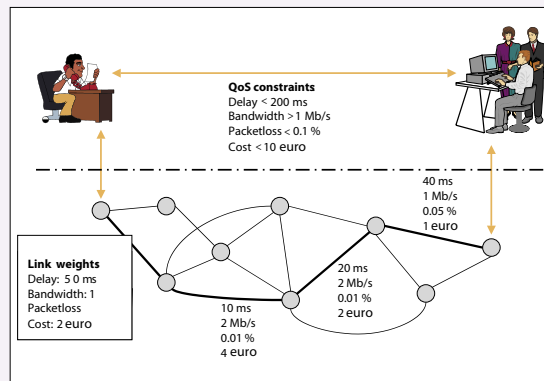 QoS constraints
Delay < 200 ms
Bandwidth > 1 Mb/s
Packetloss < 0.1 %
Cost < 10 euro
40 ms
1 Mb/s
0.05 %
1 euro
Link weights
Delay: 5 0 ms
Bandwidth: 1
Packetloss
Cost: 2 euro
20 ms
2 Mb/s
0.01 %
2 euro
10 ms
2 Mb/s
0.01 %
4 euro